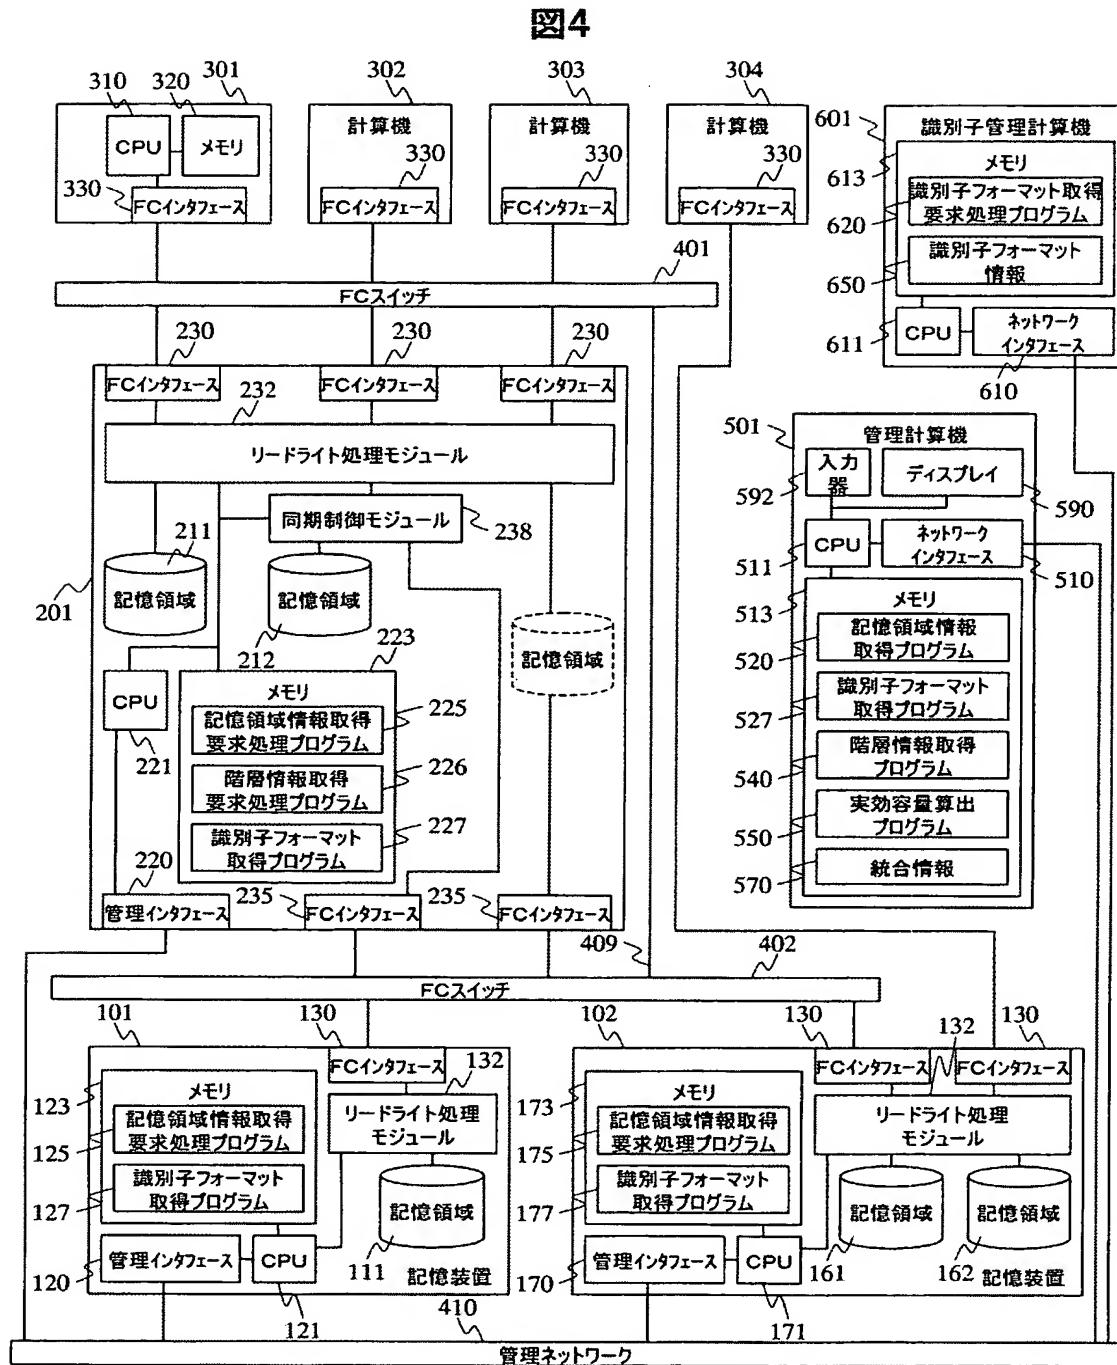 図4
310
320
301
302
303
304
CPU
メモリ
330
FCインタフェース
計算機
330
FCインタフェース
計算機
330
FCインタフェース
計算機
330
FCインタフェース
601
識別子管理計算機
613
メモリ
識別子フォーマット取得
要求処理プログラム
620
識別子フォーマット
情報
650
CPU
611
ネットワーク
インタフェース
610
401
FCスイッチ
230
230
230
FCインタフェース
FCインタフェース
FCインタフェース
232
リードライト処理モジュール
同期制御モジュール
238
211
記憶領域
201
記憶領域
212
記憶領域
223
CPU
221
メモリ
記憶領域情報取得
要求処理プログラム
225
階層情報取得
要求処理プログラム
226
識別子フォーマット
取得プログラム
227
220
管理インタフェース
235
FCインタフェース
235
FCインタフェース
501
管理計算機
入力
器
592
ディスプレイ
590
CPU
511
ネットワーク
インタフェース
510
513
メモリ
記憶領域情報
取得プログラム
520
識別子フォーマット
取得プログラム
527
階層情報取得
プログラム
540
実効容量算出
プログラム
550
統合情報
570
409
402
FCスイッチ
101
130
132
FCインタフェース
123
メモリ
記憶領域情報取得
要求処理プログラム
125
識別子フォーマット
取得プログラム
127
リードライト処理
モジュール
記憶領域
111
120
管理インタフェース
CPU
121
記憶装置
102
130
132
130
FCインタフェース
FCインタフェース
173
メモリ
記憶領域情報取得
要求処理プログラム
175
識別子フォーマット
取得プログラム
177
リードライト処理
モジュール
記憶領域
161
記憶領域
162
170
管理インタフェース
CPU
171
記憶装置
410
管理ネットワーク